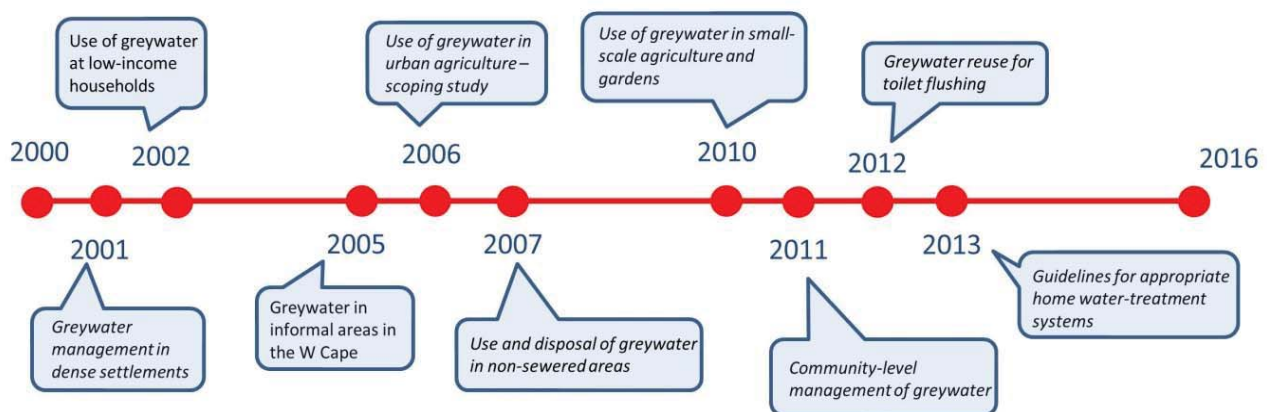 Use of greywater
at low-income
households
Use of greywater in
urban agriculture –
scoping study
Use of greywater in small-
scale agriculture and
gardens
Greywater reuse for
toilet flushing
2000
2002
2006
2010
2012
2016
2001
2005
2007
2011
2013
Greywater
management in
dense settlements
Greywater in
informal areas in
the W Cape
Use and disposal of greywater
in non-sewered areas
Community-level
management of greywater
Guidelines for appropriate
home water-treatment
systems